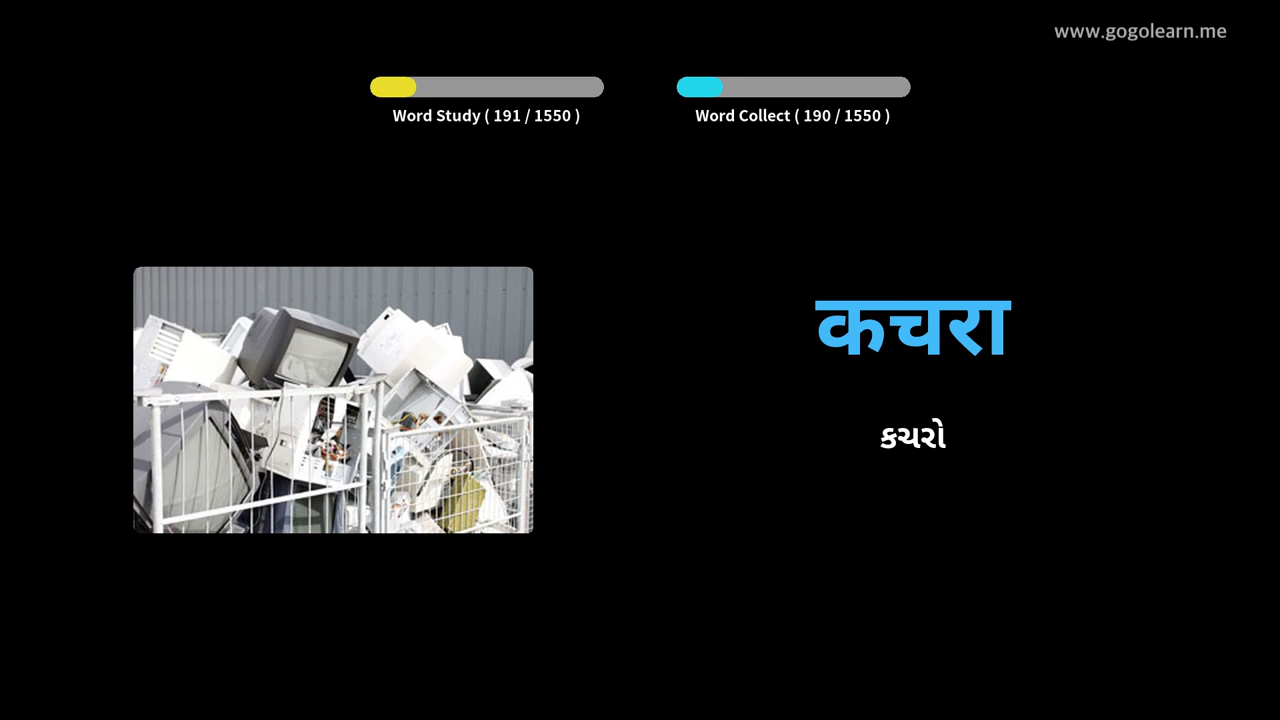 www.gogolearn.me
Word Study ( 191 / 1550 )
Word Collect ( 190 / 1550 )
कचरा
કચરો